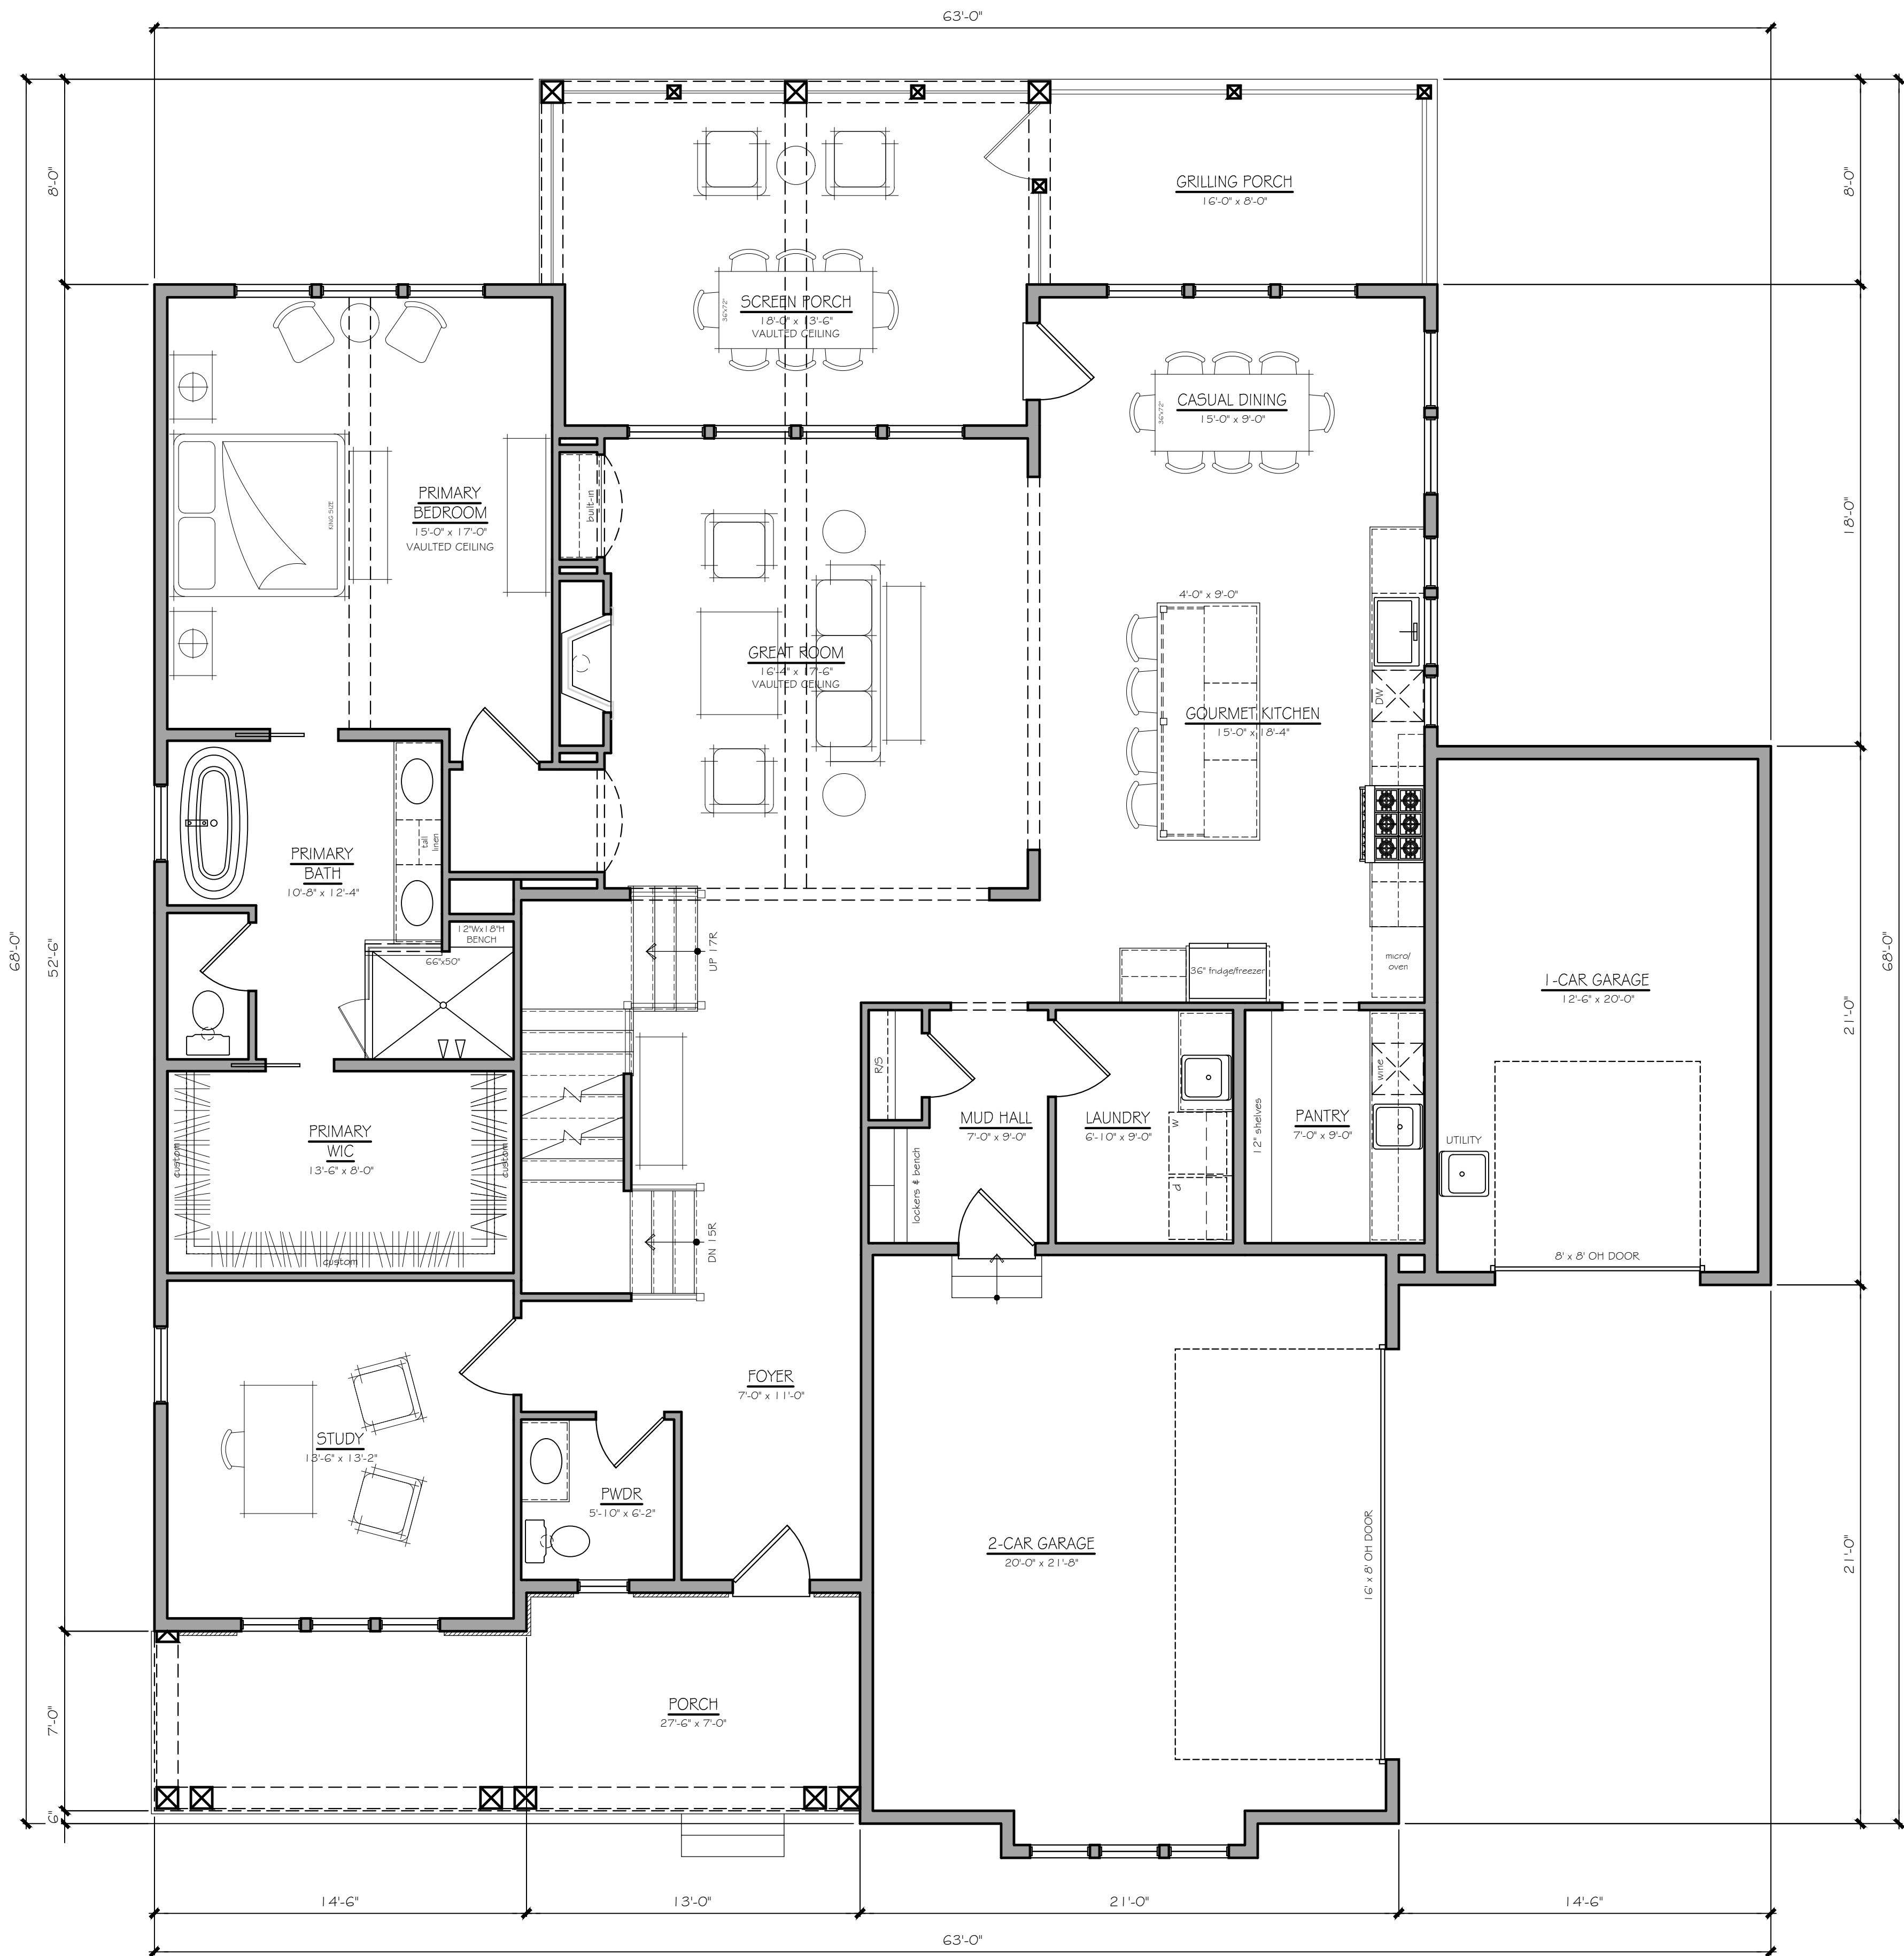 63'-0"
8'-0"
8'-0"
GRILLING PORCH
16'-0" x 8'-0"
SCREEN PORCH
18'-0" x 13'-6"
VAULTED CEILING
36"x72"
CASUAL DINING
15'-0" x 9'-0"
36"x72"
PRIMARY
BEDROOM
15'-0" x 17'-0"
VAULTED CEILING
KING SIZE
built-in
18'-0"
4'-0" x 9'-0"
GREAT ROOM
16'-4" x 17'-6"
VAULTED CEILING
GOURMET KITCHEN
15'-0" x 18'-4"
DW
PRIMARY
BATH
10'-8" x 12'-4"
tall
linen
12"Wx18"H
BENCH
66"x50"
UP 17R
36" fridge/freezer
micro/
oven
68'-0"
52'-6"
1-CAR GARAGE
12'-6" x 20'-0"
21'-0"
68'-0"
R/S
MUD HALL
7'-0" x 9'-0"
LAUNDRY
6'-10" x 9'-0"
W
d
12" shelves
PANTRY
7'-0" x 9'-0"
wine
UTILITY
PRIMARY
WIC
13'-6" x 8'-0"
custom
custom
custom
lockers & bench
DN 15R
8' x 8' OH DOOR
FOYER
7'-0" x 11'-0"
STUDY
13'-6" x 13'-2"
PWDR
5'-10" x 6'-2"
2-CAR GARAGE
20'-0" x 21'-8"
16' x 8' OH DOOR
21'-0"
PORCH
27'-6" x 7'-0"
7'-0"
6"
14'-6"
13'-0"
21'-0"
14'-6"
63'-0"